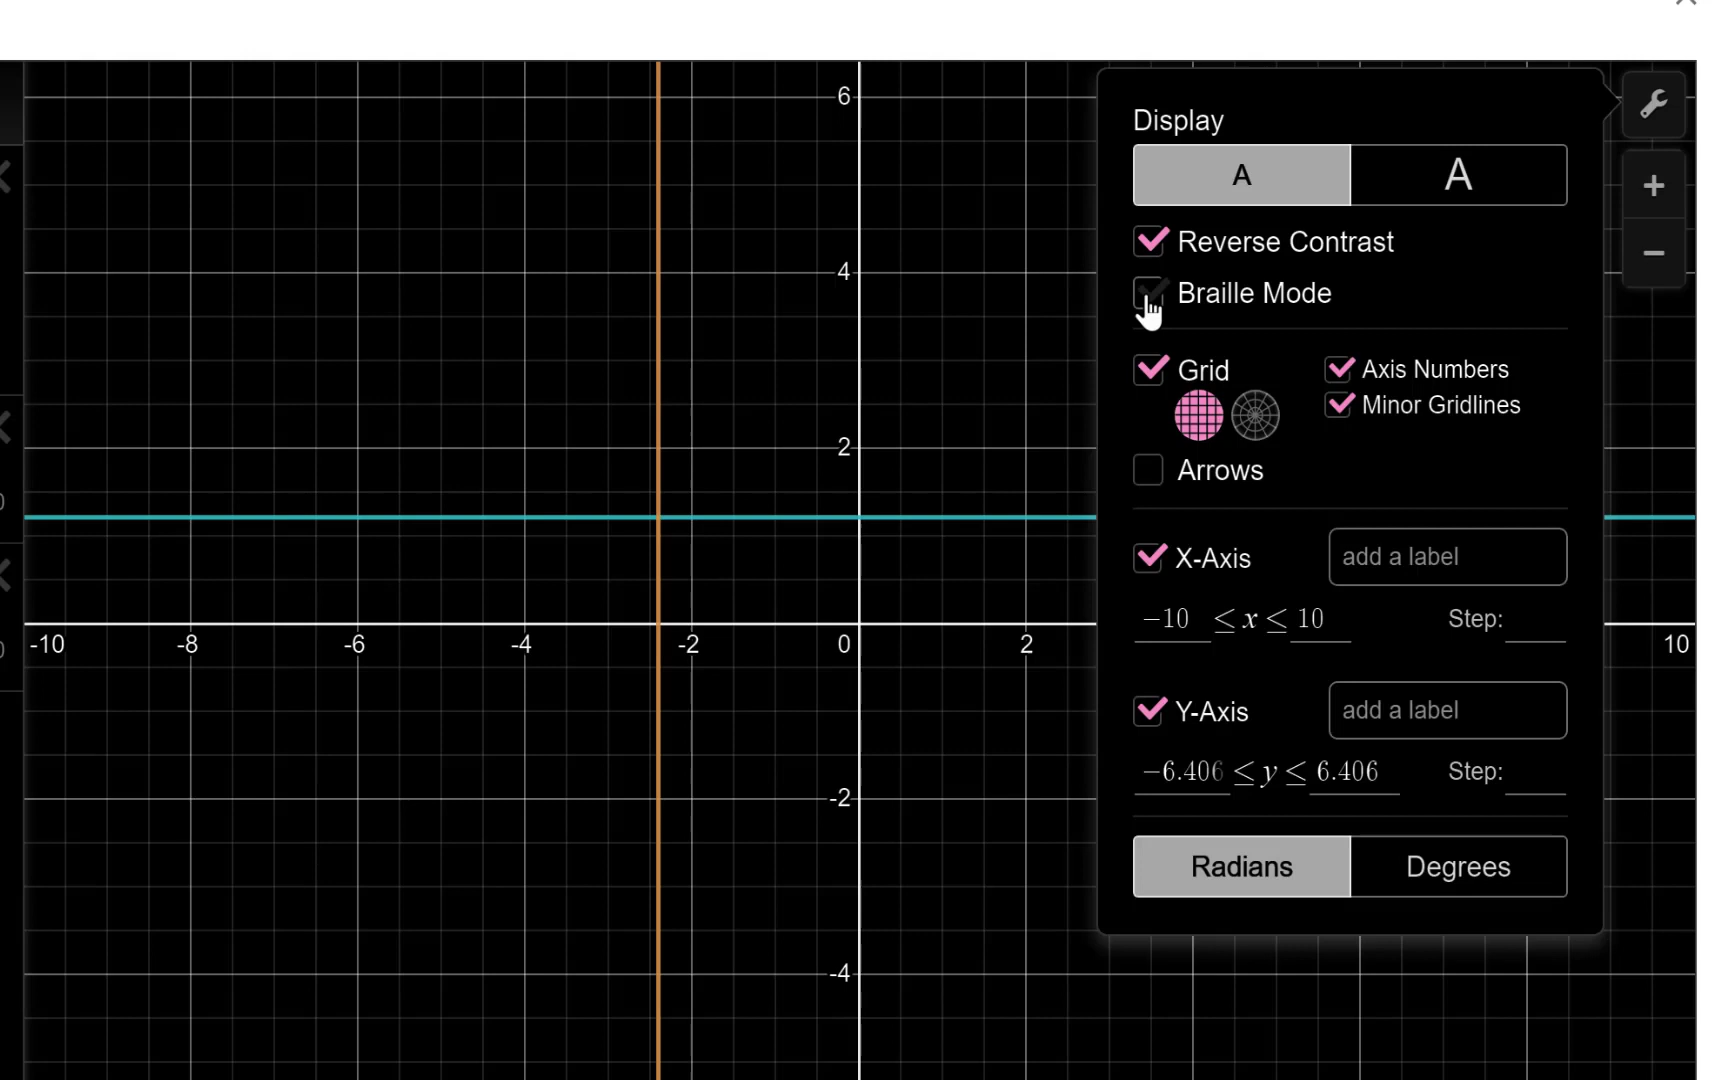 6
Display
A A
Reverse Contrast
4
Braille Mode
Grid
Axis Numbers
Minor Gridlines
2
Arrows
X-Axis
add a label
−10 ≤ x ≤ 10
Step:
-10 -8 -6 -4 -2 0 2 10
Y-Axis
add a label
−6.406 ≤ y ≤ 6.406
Step:
-2
Radians
Degrees
-4